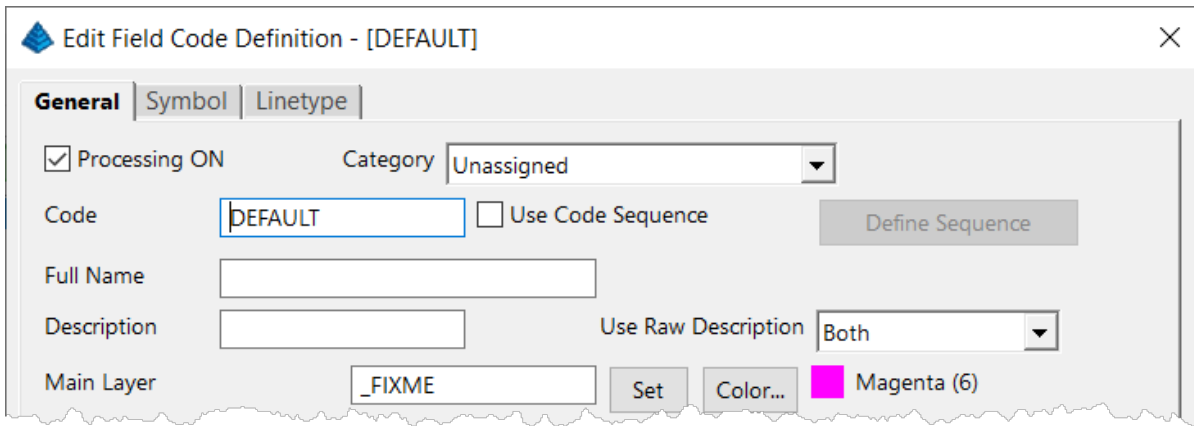 Edit Field Code Definition - [DEFAULT]
General Symbol Linetype
Processing ON Category Unassigned
Code DEFAULT Use Code Sequence Define Sequence
Full Name
Description Use Raw Description Both
Main Layer _FIXME Set Color... Magenta (6)